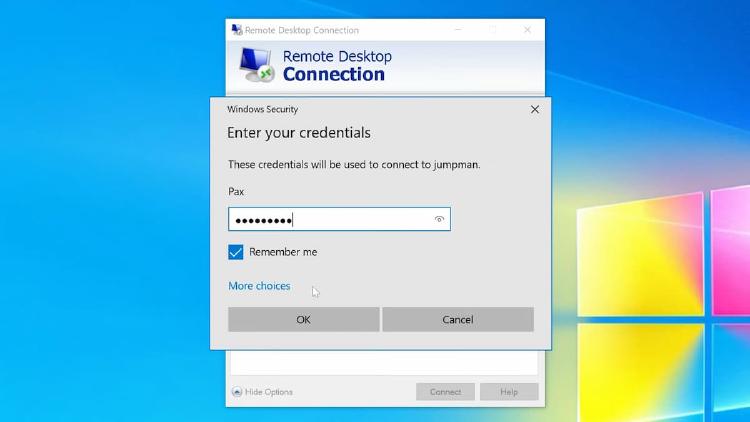 Remote Desktop Connection
Remote Desktop
Connection
Windows Security
Enter your credentials
These credentials will be used to connect to jumpman.
Pax
•••••••••
Remember me
More choices
OK
Cancel
Hide Options
Connect
Help